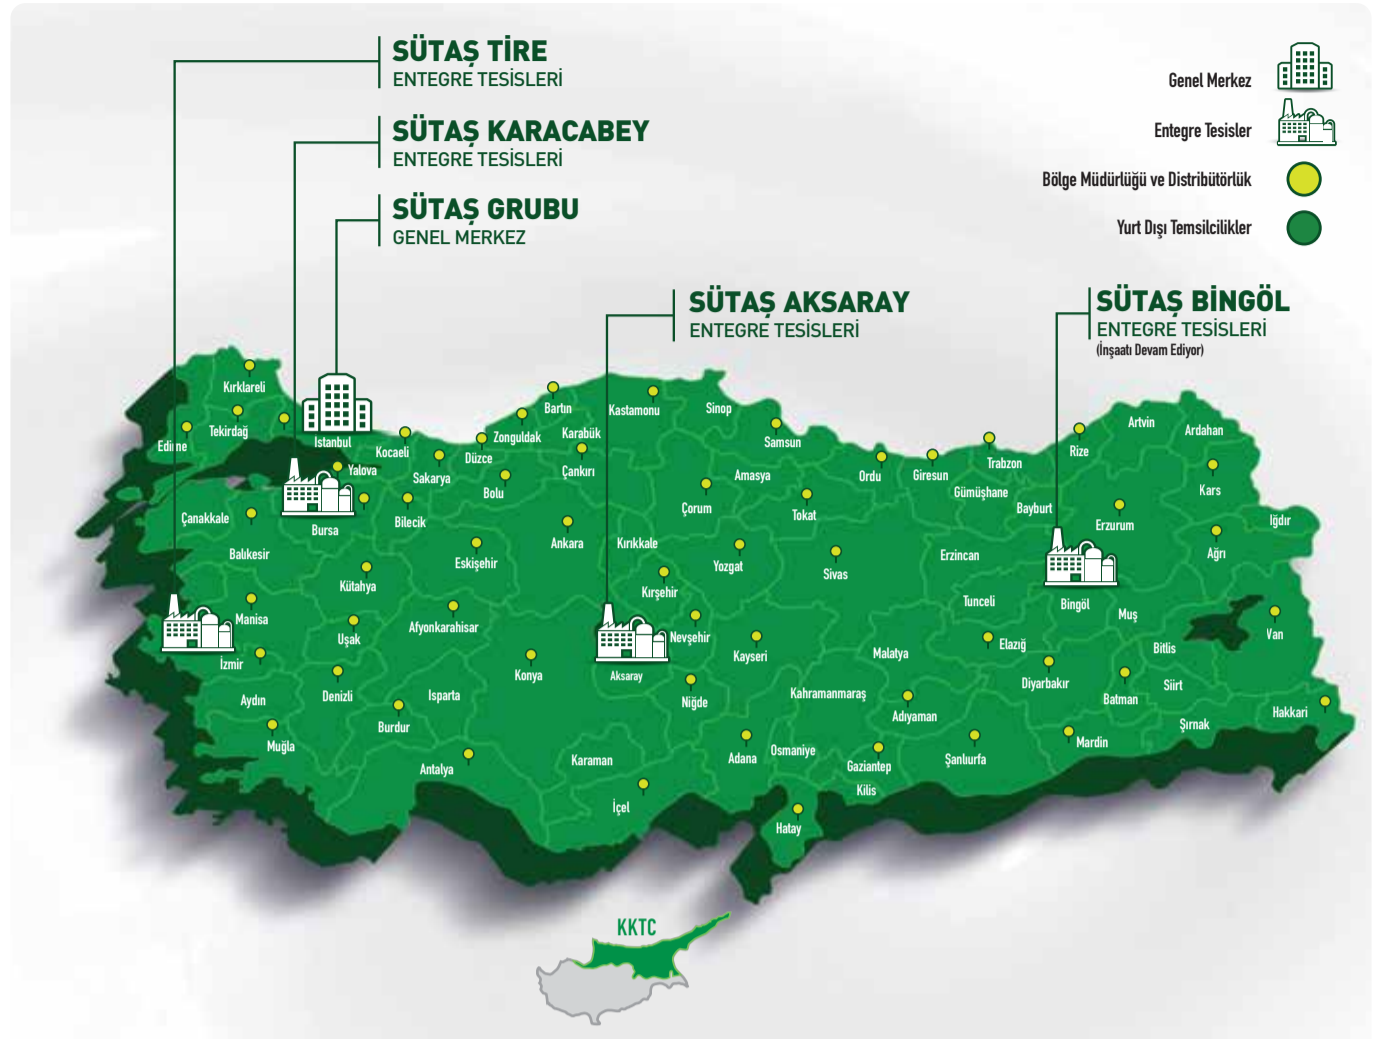 SÜTAŞ TİRE
ENTEGRE TESİSLERİ
SÜTAŞ KARACABEY
ENTEGRE TESİSLERİ
SÜTAŞ GRUBU
GENEL MERKEZ
SÜTAŞ AKSARAY
ENTEGRE TESİSLERİ
SÜTAŞ BİNGÖL
ENTEGRE TESİSLERİ
(İnşaatı Devam Ediyor)
Genel Merkez
Entegre Tesisler
Bölge Müdürlüğü ve Distribütörlük
Yurt Dışı Temsilcilikler
Kırklareli
Edirne
Tekirdağ
İstanbul
Kocaeli
Yalova
Sakarya
Düzce
Zonguldak
Bartın
Karabük
Kastamonu
Sinop
Samsun
Çankırı
Bolu
Bilecik
Bursa
Çanakkale
Balıkesir
Kütahya
Eskişehir
Ankara
Kırıkkale
Çorum
Amasya
Tokat
Ordu
Giresun
Trabzon
Gümüşhane
Bayburt
Rize
Artvin
Ardahan
Kars
Iğdır
Ağrı
Erzurum
Erzincan
Sivas
Yozgat
Kırşehir
Nevşehir
Kayseri
Aksaray
Niğde
Konya
Afyonkarahisar
Uşak
Manisa
İzmir
Aydın
Denizli
Muğla
Burdur
Isparta
Antalya
Karaman
İçel
Adana
Osmaniye
Hatay
Kahramanmaraş
Malatya
Adıyaman
Gaziantep
Kilis
Şanlıurfa
Elazığ
Tunceli
Bingöl
Muş
Bitlis
Van
Diyarbakır
Batman
Siirt
Mardin
Şırnak
Hakkari
KKTC